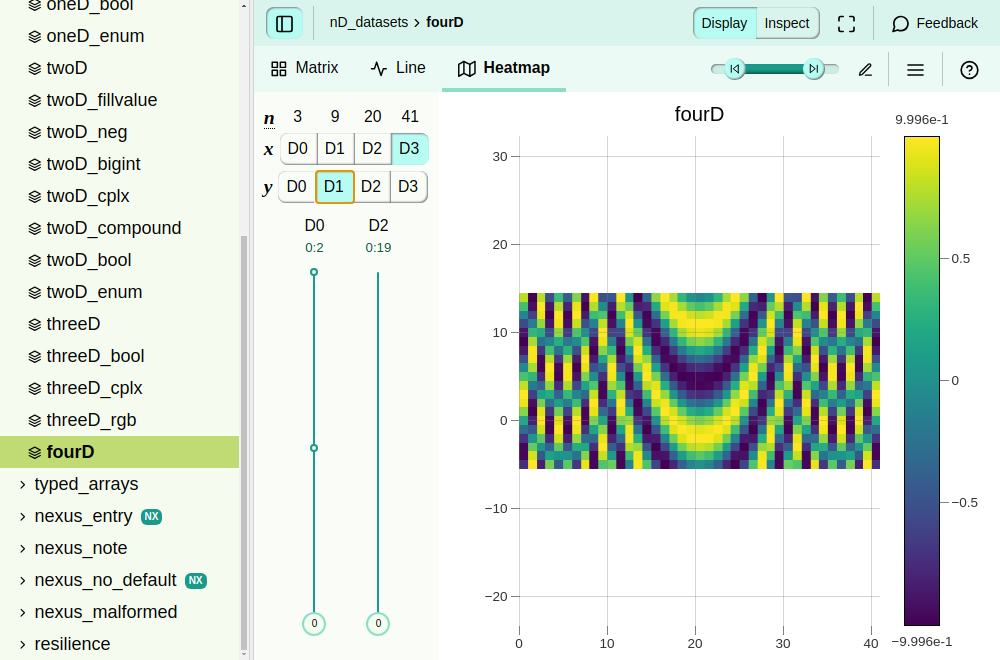 oneD_bool
oneD_enum
twoD
twoD_fillvalue
twoD_neg
twoD_bigint
twoD_cplx
twoD_compound
twoD_bool
twoD_enum
threeD
threeD_bool
threeD_cplx
threeD_rgb
fourD
typed_arrays
nexus_entry NX
nexus_note
nexus_no_default NX
nexus_malformed
resilience
nD_datasets › fourD
Display Inspect
Feedback
Matrix Line Heatmap
n 3 9 20 41
x D0 D1 D2 D3
y D0 D1 D2 D3
D0 D2
0:2 0:19
0 0
fourD
30
20
10
0
−10
−20
0 10 20 30 40
9.996e-1
0.5
0
−0.5
−9.996e-1